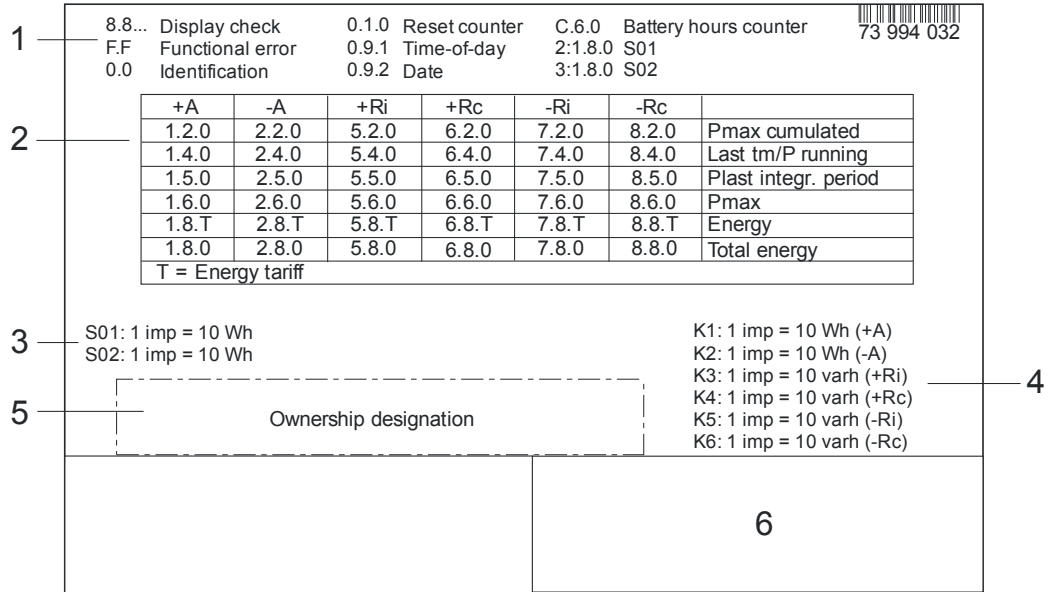 8.8... Display check 0.1.0 Reset counter C.6.0 Battery hours counter
73 994 032
1
F.F Functional error 0.9.1 Time-of-day 2:1.8.0 S01
0.0 Identification 0.9.2 Date 3:1.8.0 S02
+A -A +Ri +Rc -Ri -Rc
2
1.2.0 2.2.0 5.2.0 6.2.0 7.2.0 8.2.0 Pmax cumulated
1.4.0 2.4.0 5.4.0 6.4.0 7.4.0 8.4.0 Last tm/P running
1.5.0 2.5.0 5.5.0 6.5.0 7.5.0 8.5.0 Plast integr. period
1.6.0 2.6.0 5.6.0 6.6.0 7.6.0 8.6.0 Pmax
1.8.T 2.8.T 5.8.T 6.8.T 7.8.T 8.8.T Energy
1.8.0 2.8.0 5.8.0 6.8.0 7.8.0 8.8.0 Total energy
T = Energy tariff
3
S01: 1 imp = 10 Wh
S02: 1 imp = 10 Wh
K1: 1 imp = 10 Wh (+A)
K2: 1 imp = 10 Wh (-A)
K3: 1 imp = 10 varh (+Ri)
K4: 1 imp = 10 varh (+Rc)
K5: 1 imp = 10 varh (-Ri)
K6: 1 imp = 10 varh (-Rc)
4
5
Ownership designation
6